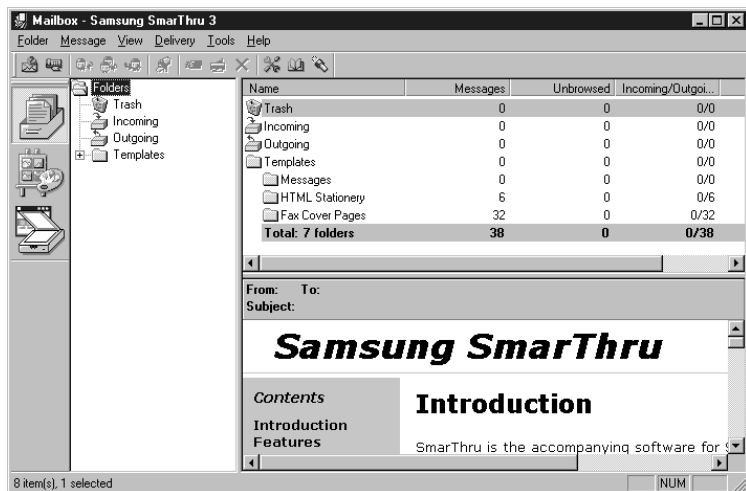 Mailbox - Samsung SmarThru 3
Folder Message View Delivery Tools Help
Folders
Trash
Incoming
Outgoing
Templates
Name Messages Unbrowsed Incoming/Outgoi...
Trash 0 0 0/0
Incoming 0 0 0/0
Outgoing 0 0 0/0
Templates 0 0 0/0
Messages 0 0 0/0
HTML Stationery 6 0 0/6
Fax Cover Pages 32 0 0/32
Total: 7 folders 38 0 0/38
From: To:
Subject:
Samsung SmarThru
Contents
Introduction
Features
Introduction
SmarThru is the accompanying software for
8 item(s), 1 selected
NUM